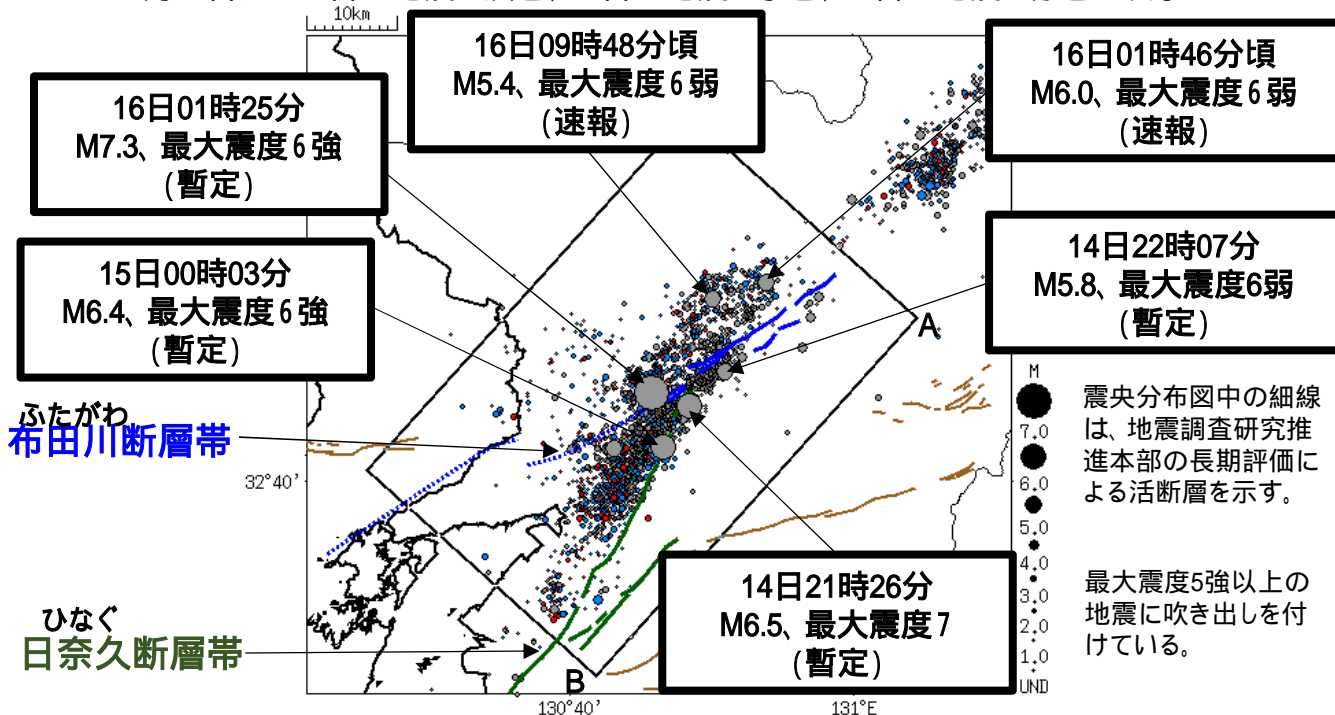 10km
16日09時48分頃
M5.4、最大震度6弱
(速報)
16日01時46分頃
M6.0、最大震度6弱
(速報)
16日01時25分
M7.3、最大震度6強
(暫定)
15日00時03分
M6.4、最大震度6強
(暫定)
14日22時07分
M5.8、最大震度6弱
(暫定)
A
ふたがわ
布田川断層帯
32°40'
M
7.0
6.0
5.0
4.0
3.0
2.0
1.0
UND
震央分布図中の細線
は、地震調査研究推
進本部の長期評価に
よる活断層を示す。
最大震度5強以上の
地震に吹き出しを付
けている。
14日21時26分
M6.5、最大震度7
(暫定)
ひなぐ
日奈久断層帯
B
130°40'
131°E